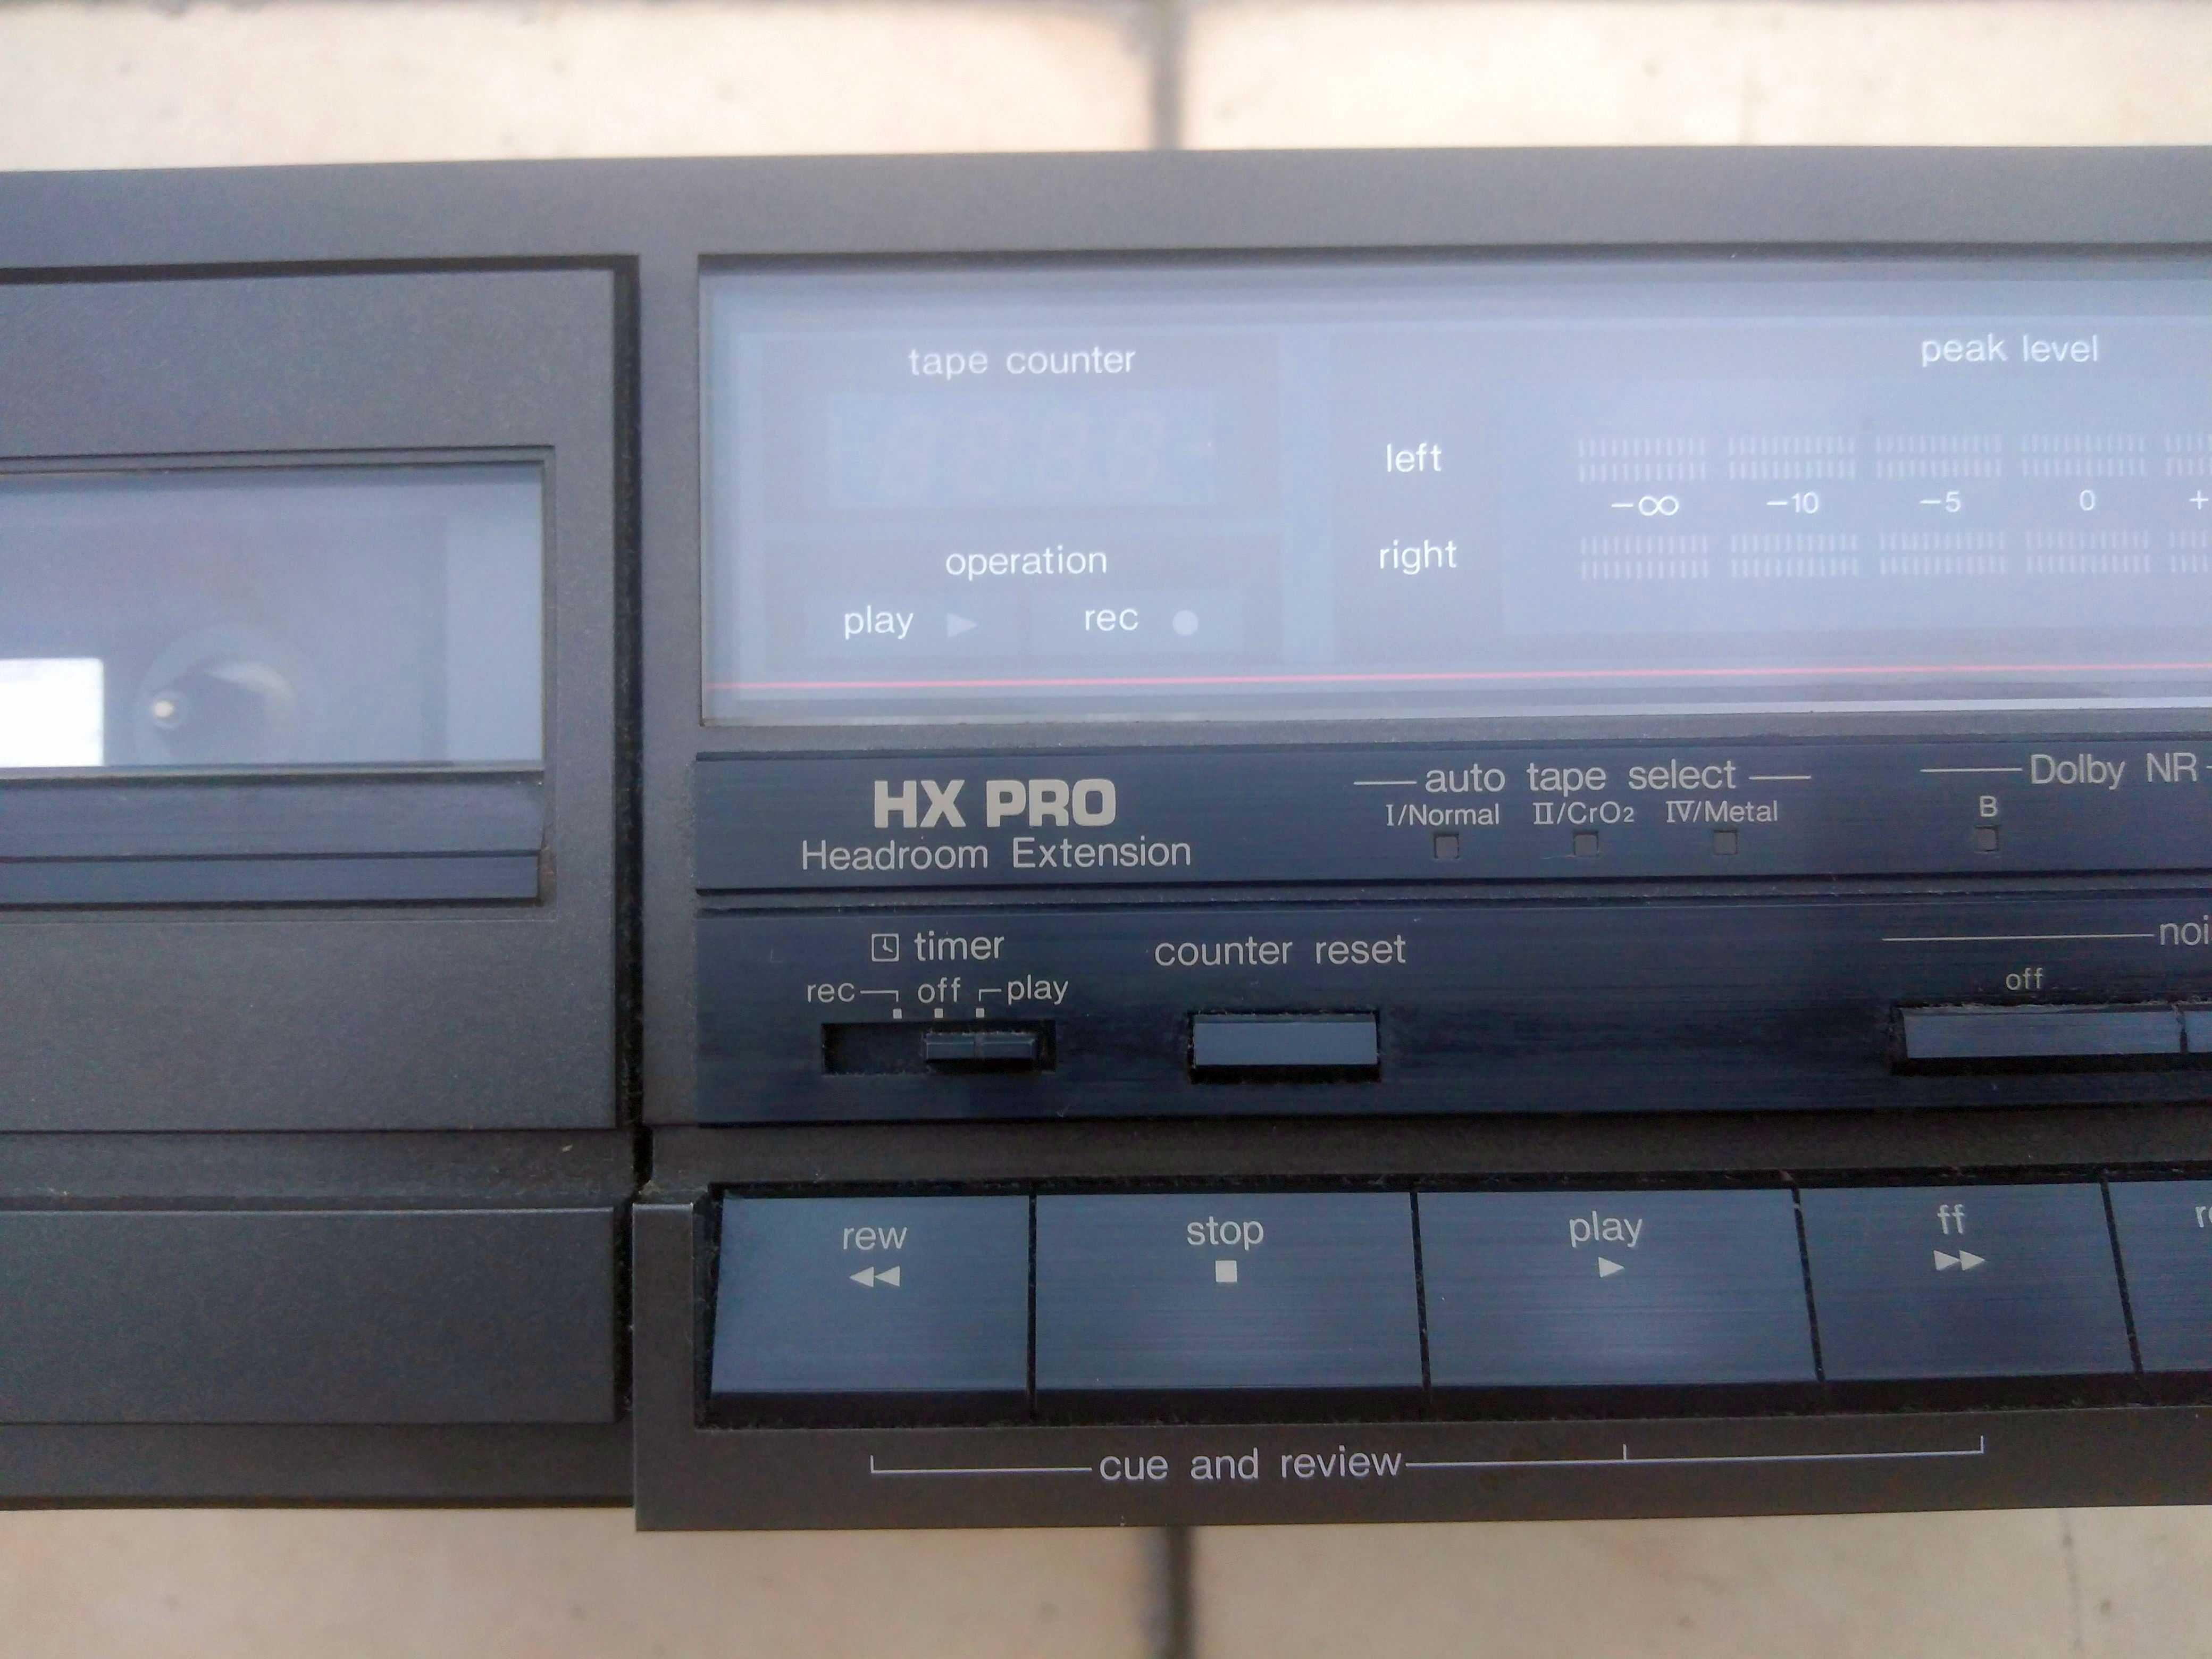 tape counter
peak level
left
-∞ -10 -5 0 +
right
operation
play rec
HX PRO
Headroom Extension
auto tape select
I/Normal II/CrO2 IV/Metal
Dolby NR
B
timer
rec off play
counter reset
noi
off
rew
stop
play
ff
cue and review